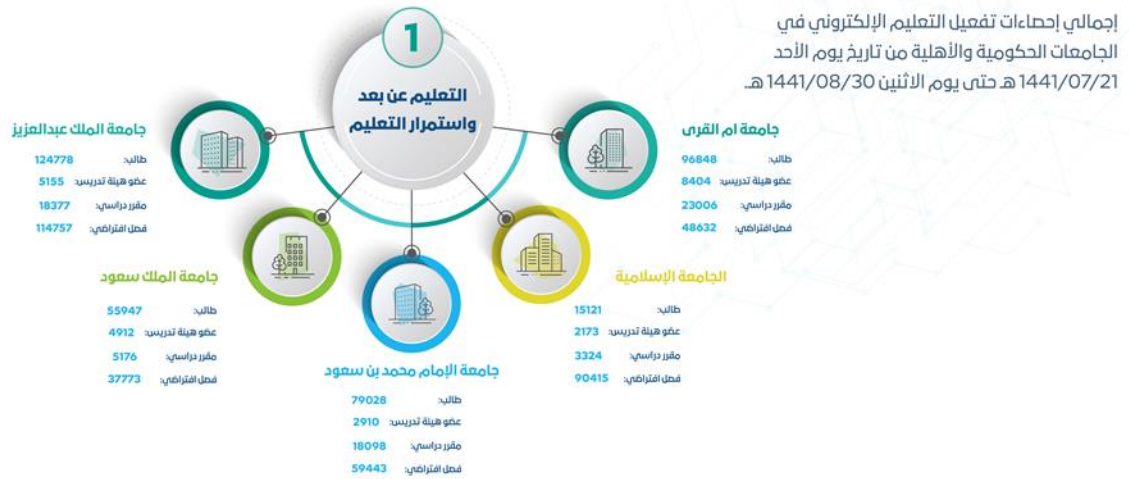 إجمالي إحصاءات تفعيل التعليم الإلكتروني في
الجامعات الحكومية والأهلية من تاريخ يوم الأحد
1441/07/21 هـ حتى يوم الاثنين 1441/08/30 هـ
1
التعليم عن بعد
واستمرار التعليم
جامعة ام القرى
طالب: 96848
عضو هيئة تدريس: 8404
مقرر دراسي: 23006
فصل افتراضي: 48632
الجامعة الإسلامية
طالب: 15121
عضو هيئة تدريس: 2173
مقرر دراسي: 3324
فصل افتراضي: 90415
جامعة الإمام محمد بن سعود
طالب: 79028
عضو هيئة تدريس: 2910
مقرر دراسي: 18098
فصل افتراضي: 59443
جامعة الملك سعود
طالب: 55947
عضو هيئة تدريس: 4912
مقرر دراسي: 5176
فصل افتراضي: 37773
جامعة الملك عبدالعزيز
طالب: 124778
عضو هيئة تدريس: 5155
مقرر دراسي: 18377
فصل افتراضي: 114757